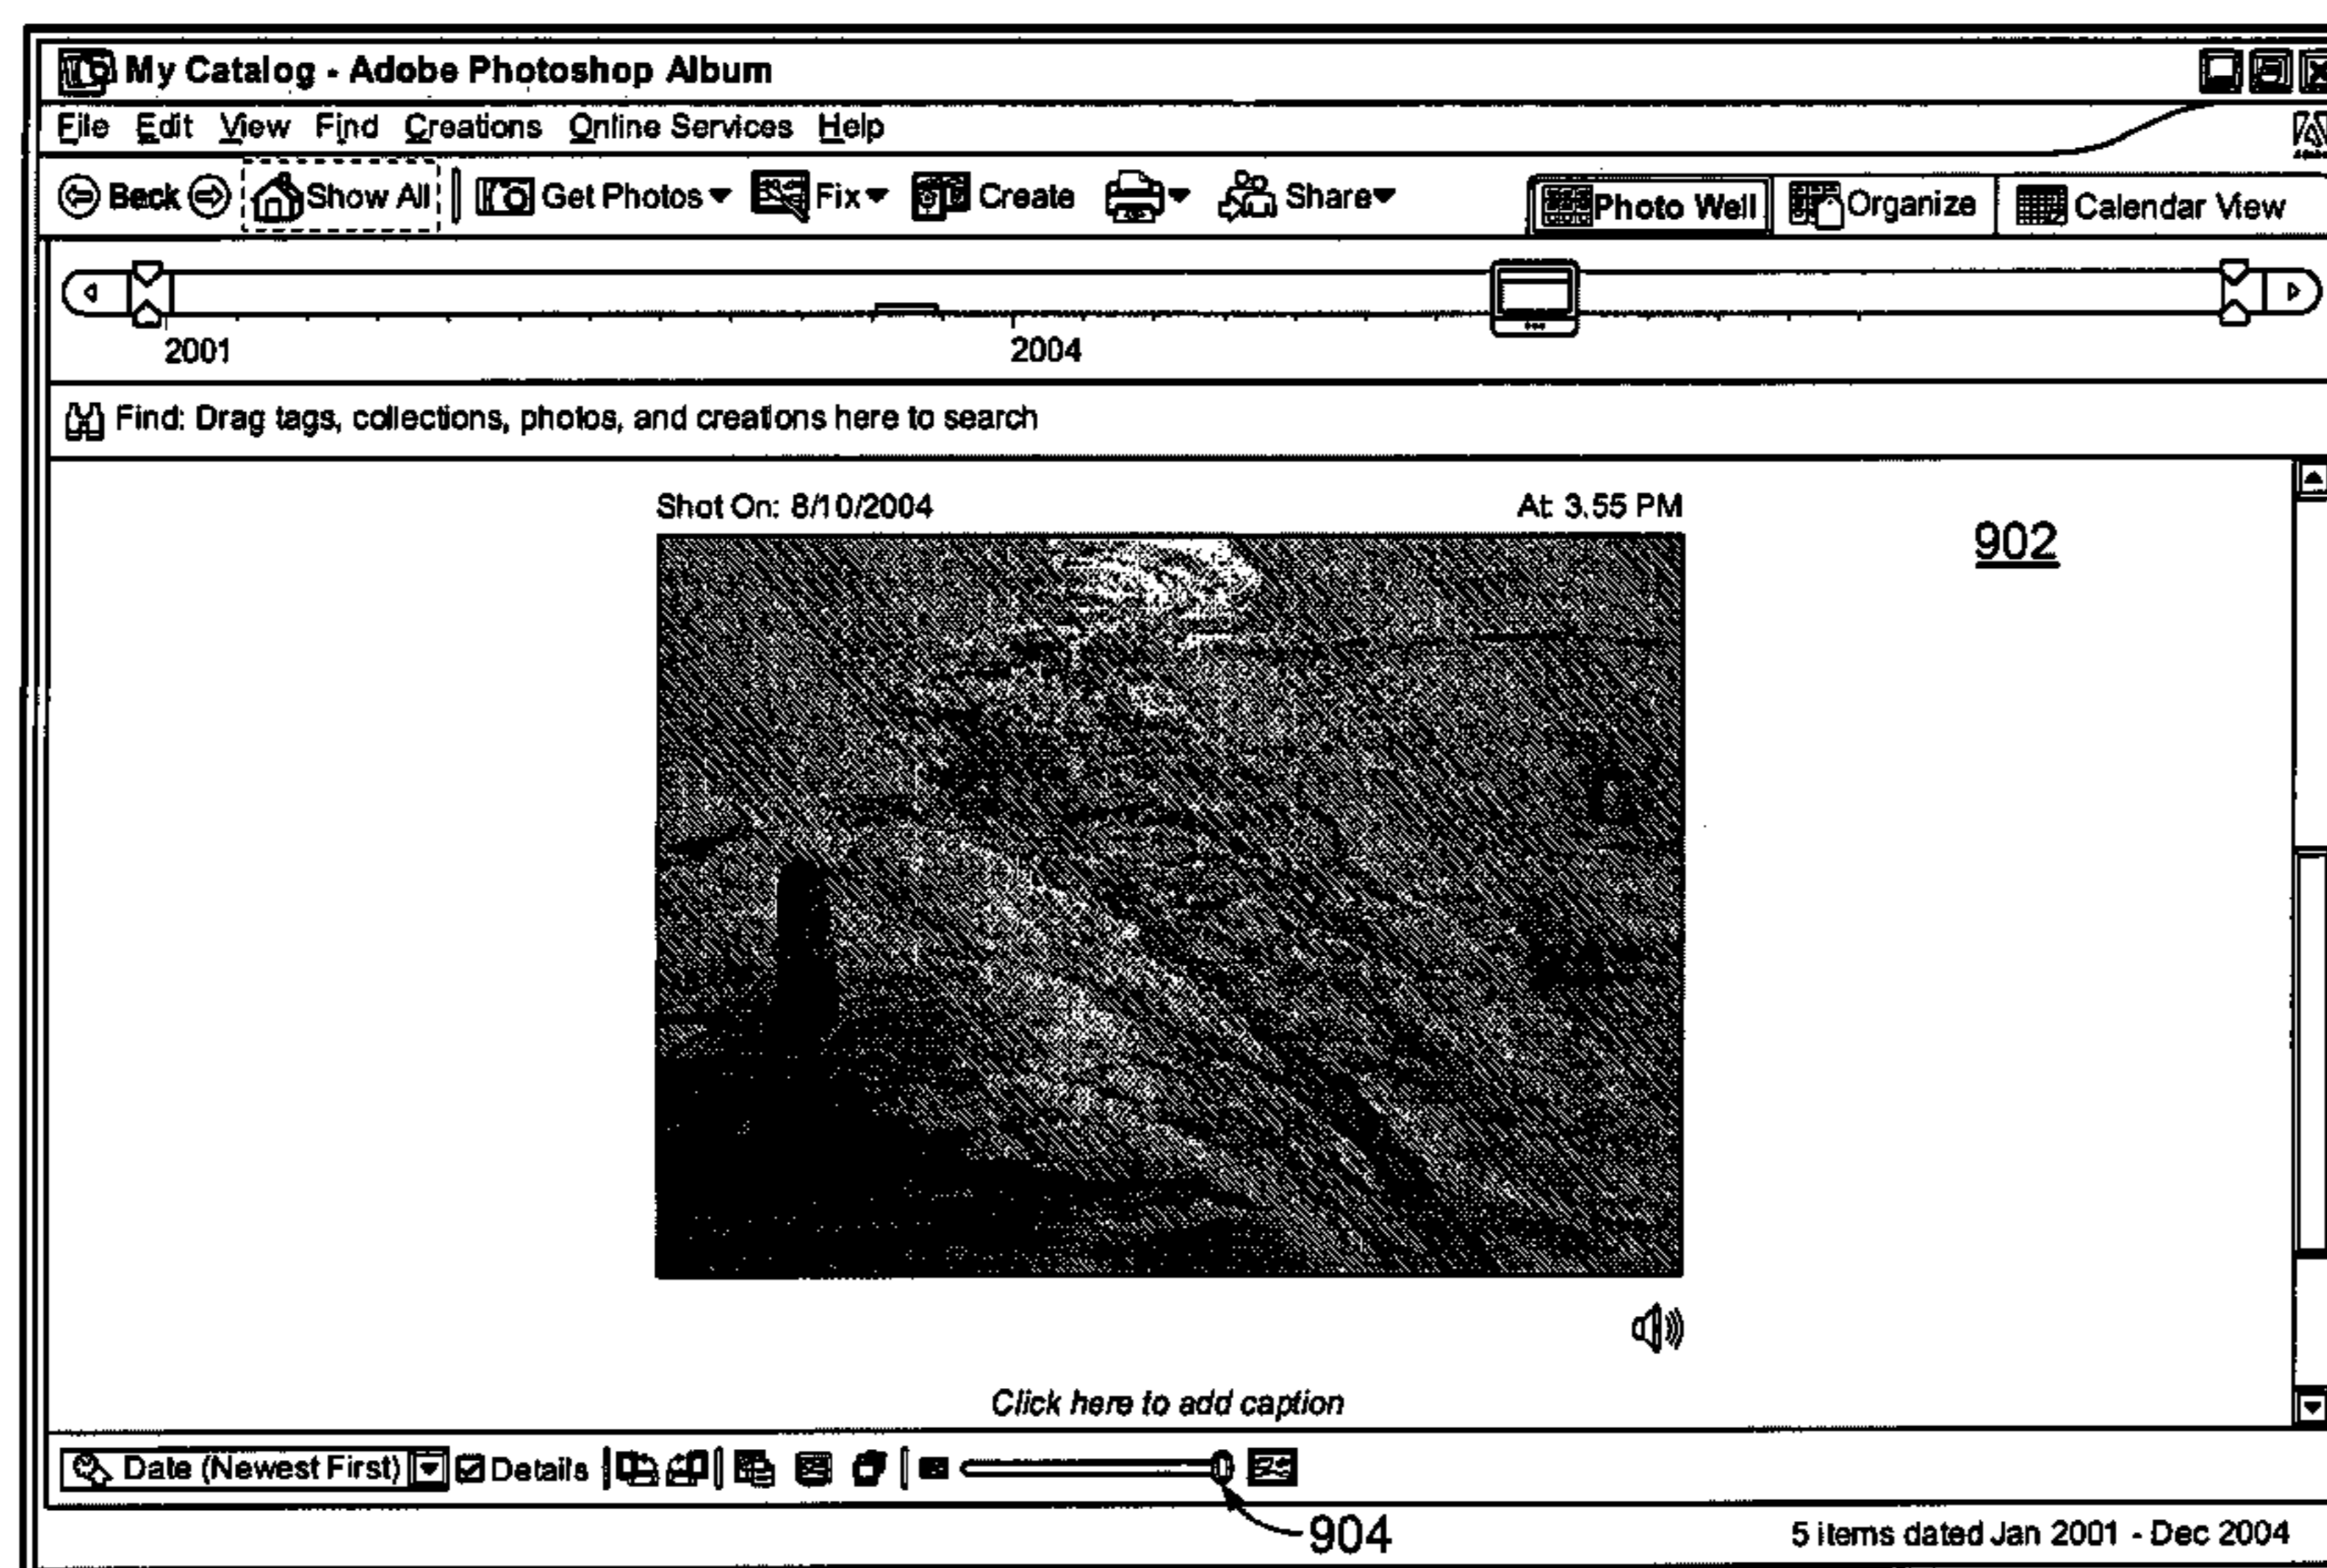 My Catalog - Adobe Photoshop Album
File Edit View Find Creations Online Services Help
Back Show All Get Photos Fix Create Share Photo Well Organize Calendar View
2001 2004
Find: Drag tags, collections, photos, and creations here to search
Shot On: 8/10/2004 At: 3.55 PM
902
Click here to add caption
Date (Newest First) Details
904
5 items dated Jan 2001 - Dec 2004